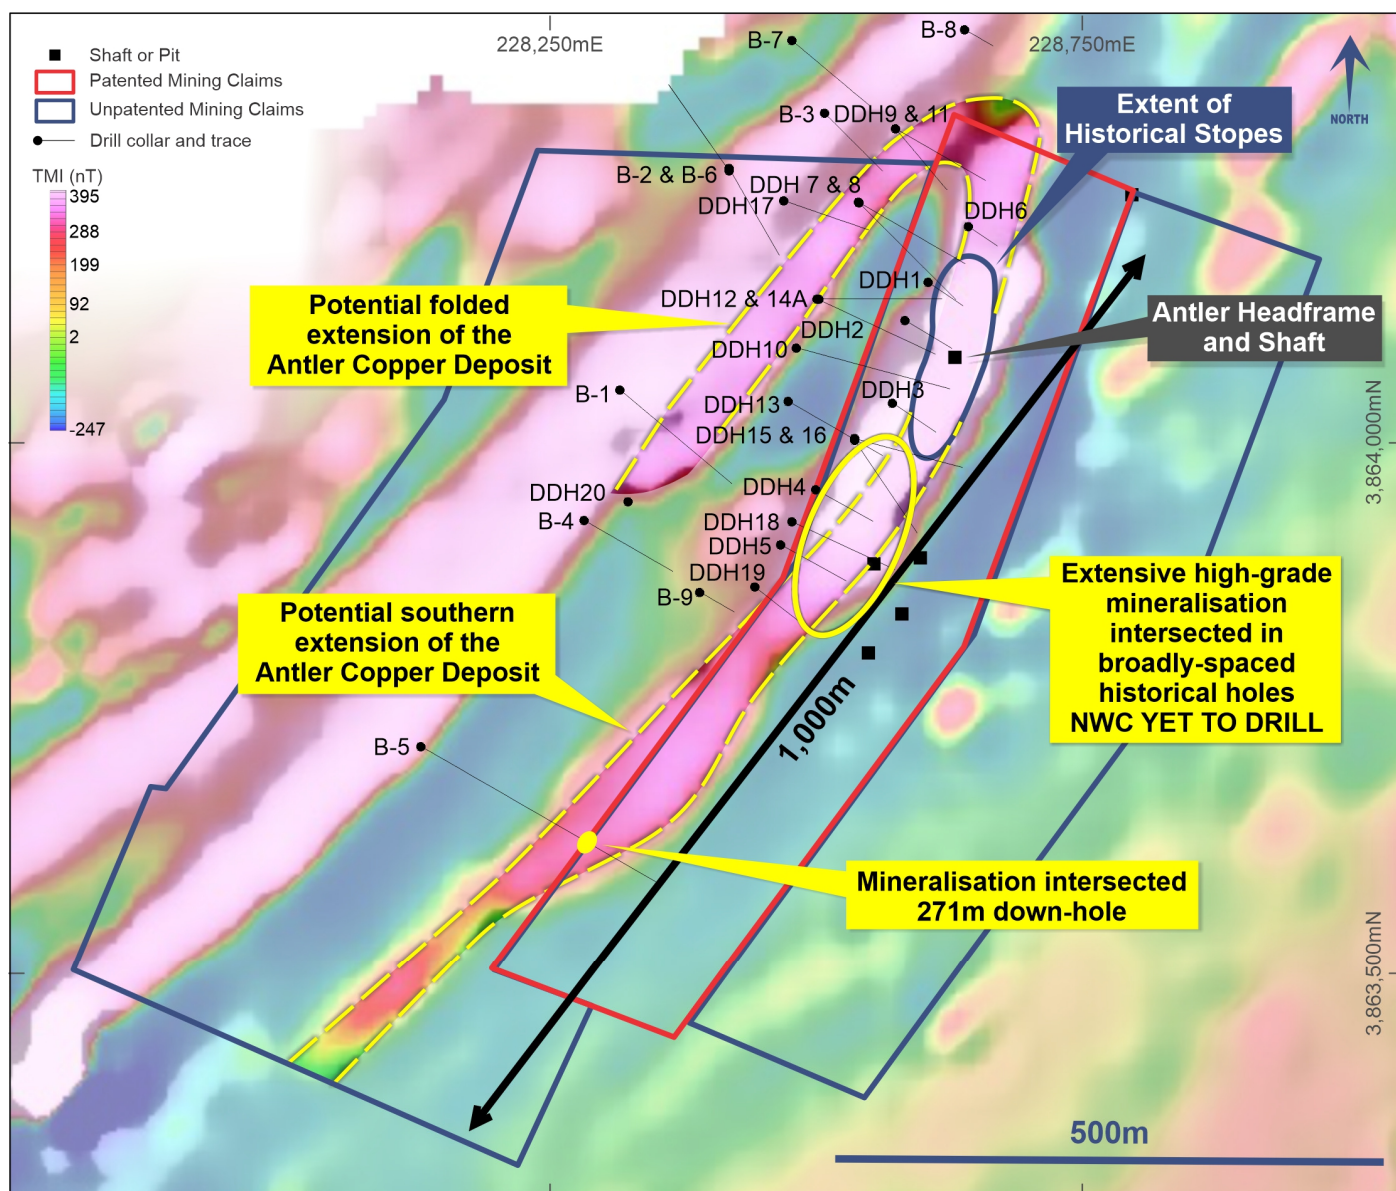 228,250mE
228,750mE
B-7
B-8
Shaft or Pit
Patented Mining Claims
Unpatented Mining Claims
Drill collar and trace
TMI (nT)
395
288
199
92
2
-247
NORTH
Extent of
Historical Stopes
B-3
DDH9 & 11
B-2 & B-6
DDH 7 & 8
DDH17
DDH6
DDH1
DDH12 & 14A
DDH2
DDH10
Potential folded
extension of the
Antler Copper Deposit
Antler Headframe
and Shaft
B-1
DDH3
DDH13
DDH15 & 16
3,864,000mN
DDH20
DDH4
B-4
DDH18
DDH5
DDH19
B-9
Extensive high-grade
mineralisation
intersected in
broadly-spaced
historical holes
NWC YET TO DRILL
Potential southern
extension of the
Antler Copper Deposit
1,000m
B-5
Mineralisation intersected
271m down-hole
3,863,500mN
500m